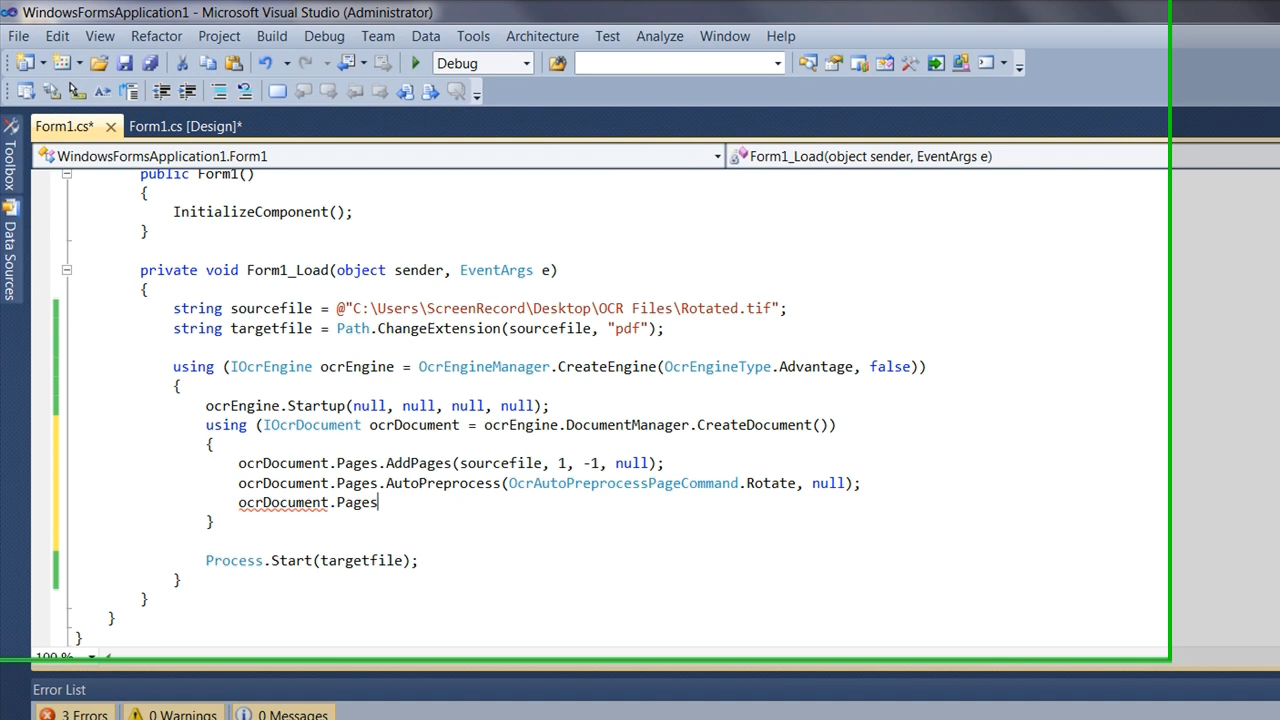 WindowsFormsApplication1 - Microsoft Visual Studio (Administrator)
File Edit View Refactor Project Build Debug Team Data Tools Architecture Test Analyze Window Help
Debug
Form1.cs* Form1.cs [Design]*
WindowsFormsApplication1.Form1 Form1_Load(object sender, EventArgs e)
Toolbox
Data Sources
public Form1()
{
InitializeComponent();
}
private void Form1_Load(object sender, EventArgs e)
{
string sourcefile = @"C:\Users\ScreenRecord\Desktop\OCR Files\Rotated.tif";
string targetfile = Path.ChangeExtension(sourcefile, "pdf");
using (IOcrEngine ocrEngine = OcrEngineManager.CreateEngine(OcrEngineType.Advantage, false))
{
ocrEngine.Startup(null, null, null, null);
using (IOcrDocument ocrDocument = ocrEngine.DocumentManager.CreateDocument())
{
ocrDocument.Pages.AddPages(sourcefile, 1, -1, null);
ocrDocument.Pages.AutoPreprocess(OcrAutoPreprocessPageCommand.Rotate, null);
ocrDocument.Pages
}
Process.Start(targetfile);
}
}
}
}
100 %
Error List
3 Errors 0 Warnings 0 Messages